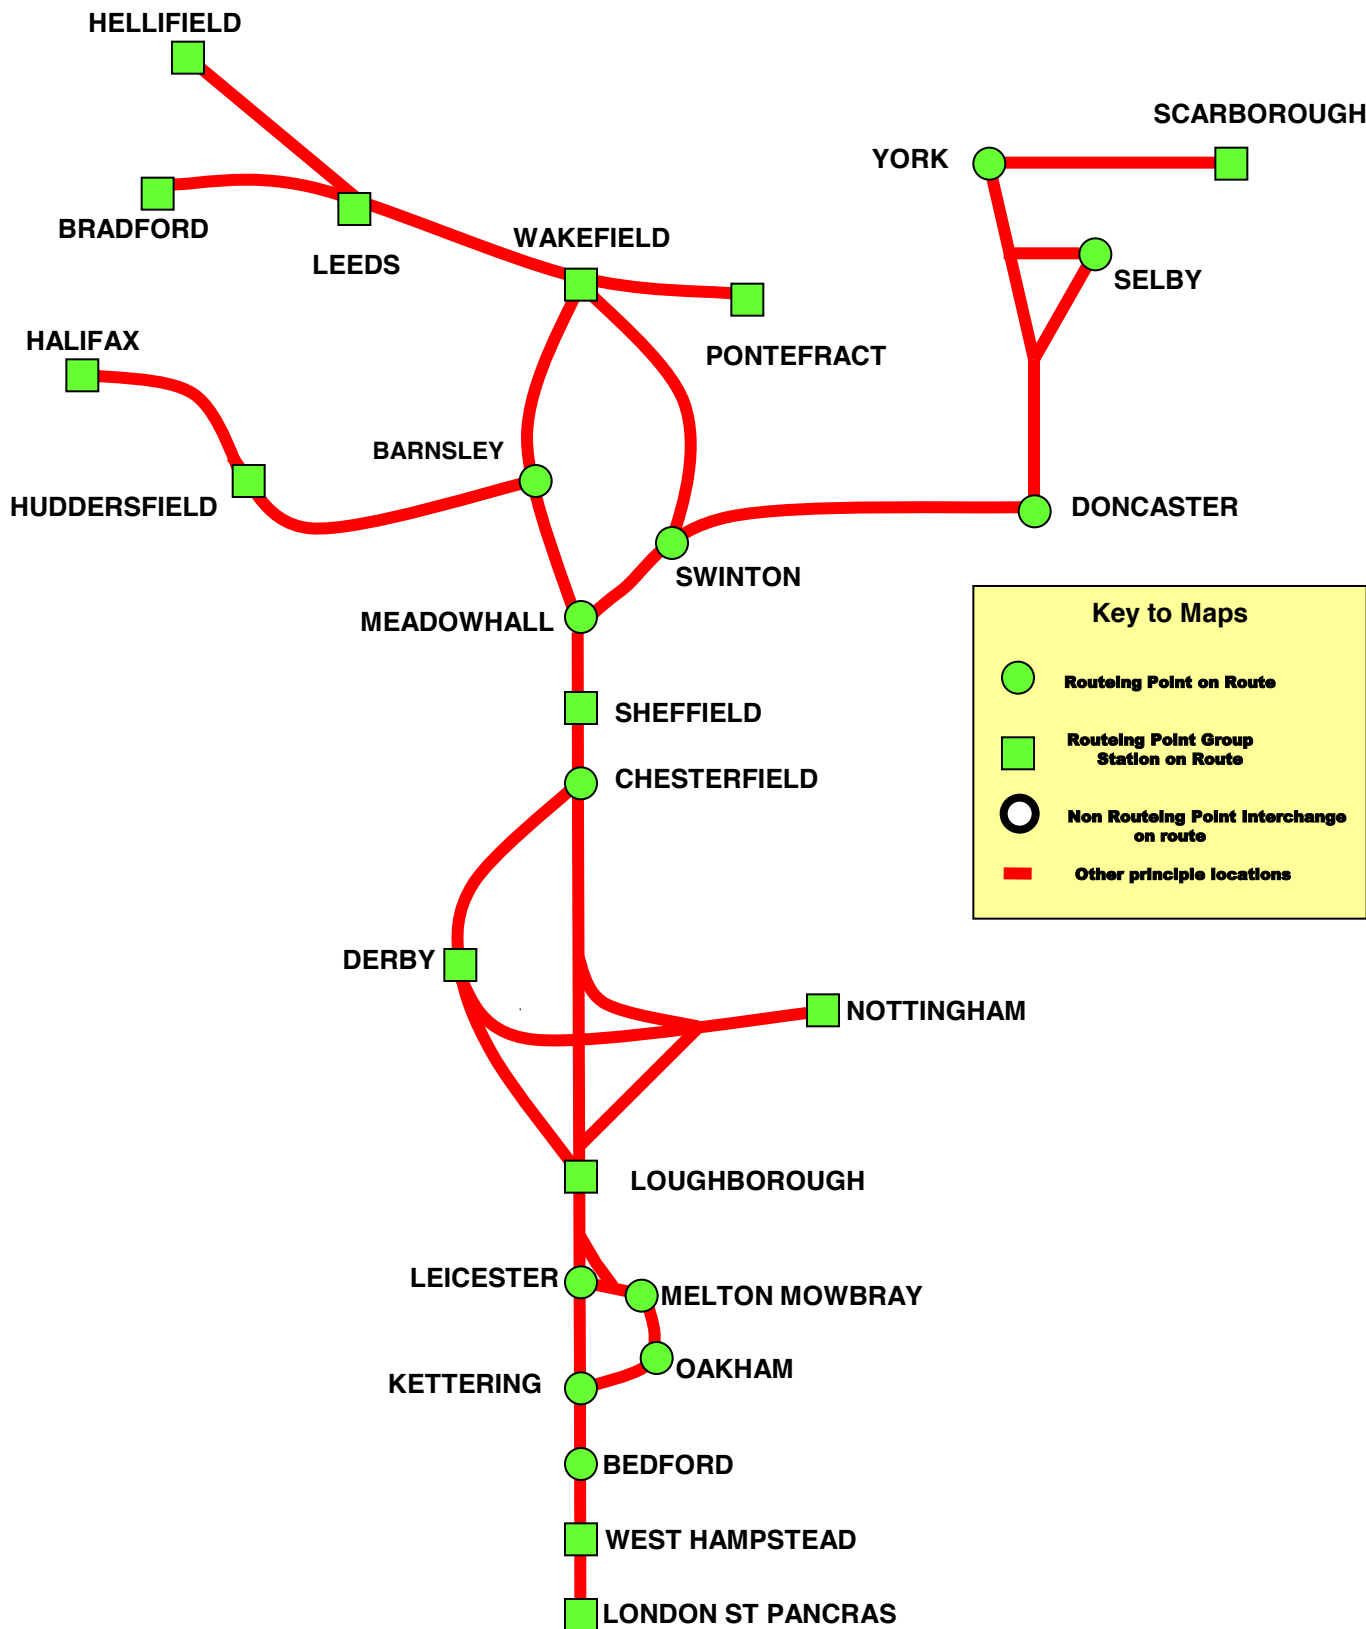 HELLIFIELD
SCARBOROUGH
YORK
BRADFORD
WAKEFIELD
LEEDS
SELBY
HALIFAX
PONTEFRACT
BARNSLEY
HUDDERSFIELD
DONCASTER
SWINTON
MEADOWHALL
Key to Maps
Routeing Point on Route
Routeing Point Group
Station on Route
Non Routeing Point Interchange
on route
Other principle locations
SHEFFIELD
CHESTERFIELD
DERBY
NOTTINGHAM
LOUGHBOROUGH
LEICESTER
MELTON MOWBRAY
OAKHAM
KETTERING
BEDFORD
WEST HAMPSTEAD
LONDON ST PANCRAS